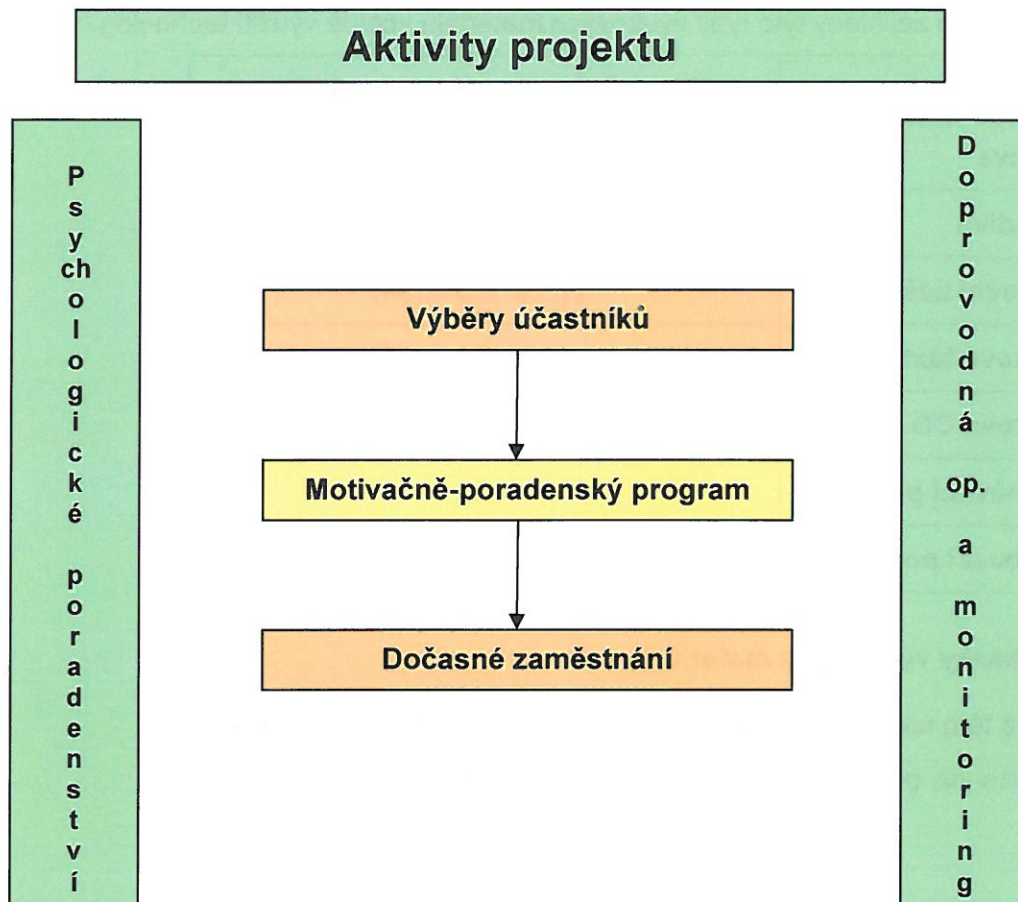 Aktivity projektu
Psychologické poradenství
Výběry účastníků
Motivačně-poradenský program
Dočasné zaměstnání
Doprovodná op. a monitoring